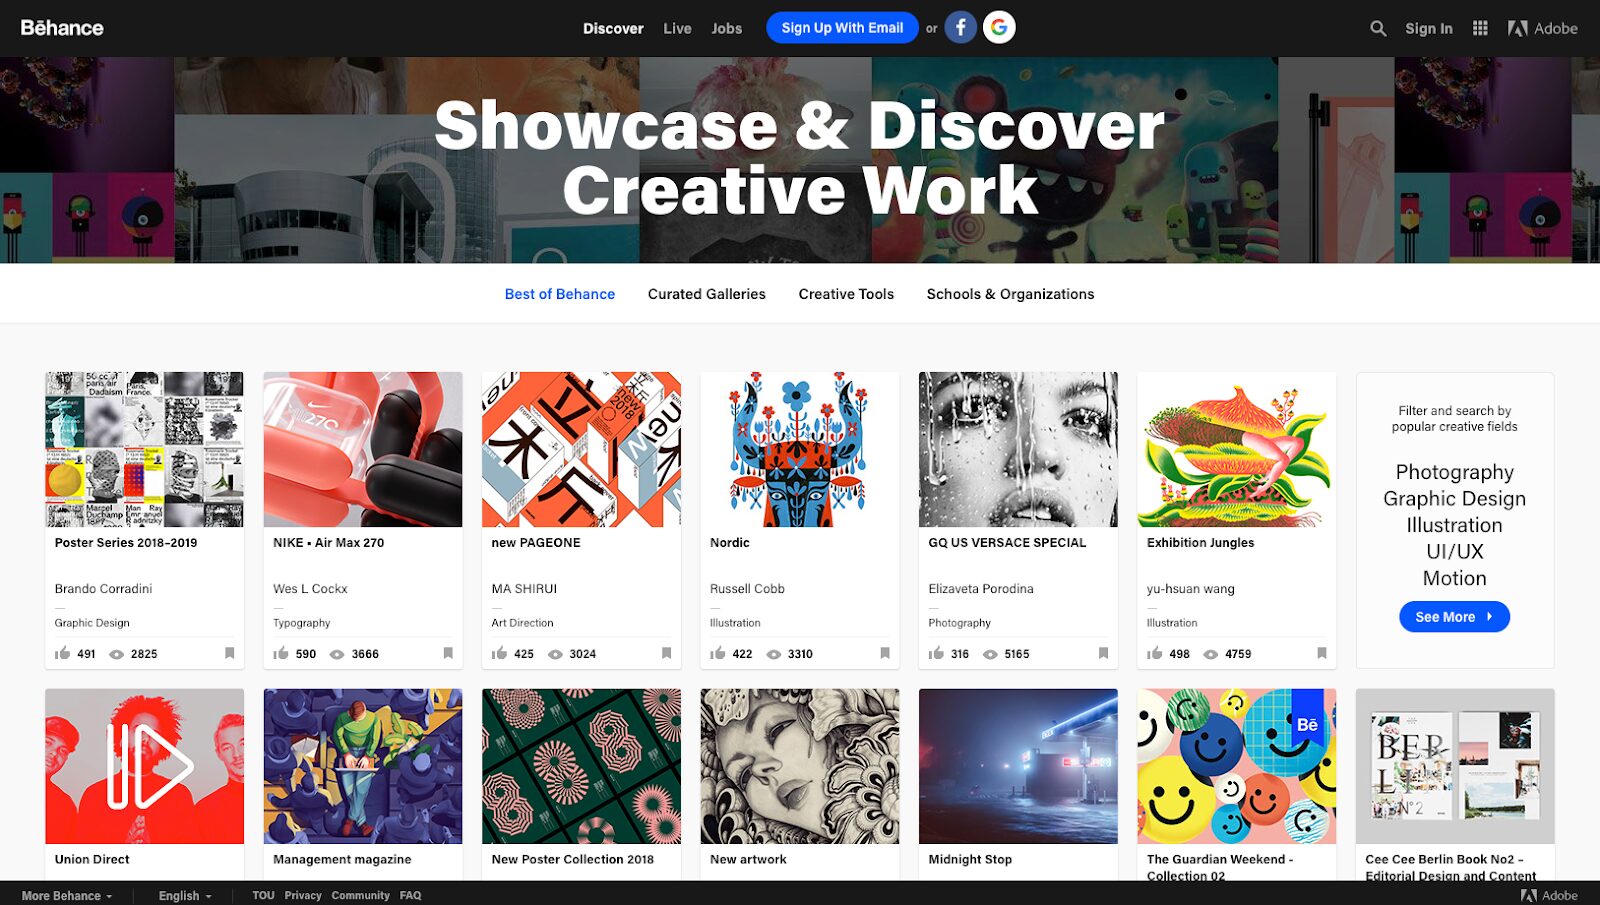 Bēhance
Discover Live Jobs Sign Up With Email or f G
Sign In Adobe
Showcase & Discover
Creative Work
Best of Behance Curated Galleries Creative Tools Schools & Organizations
Poster Series 2018–2019
Brando Corradini
Graphic Design
491 2825
NIKE • Air Max 270
Wes L Cockx
Typography
590 3666
new PAGEONE
MA SHIRUI
Art Direction
425 3024
Nordic
Russell Cobb
Illustration
422 3310
GQ US VERSACE SPECIAL
Elizaveta Porodina
Photography
316 5165
Exhibition Jungles
yu-hsuan wang
Illustration
498 4759
Filter and search by
popular creative fields
Photography
Graphic Design
Illustration
UI/UX
Motion
See More
Union Direct
Management magazine
New Poster Collection 2018
New artwork
Midnight Stop
Bē
The Guardian Weekend -
Collection 02
Cee Cee Berlin Book No2 –
Editorial Design and Content
More Behance English TOU Privacy Community FAQ
Adobe